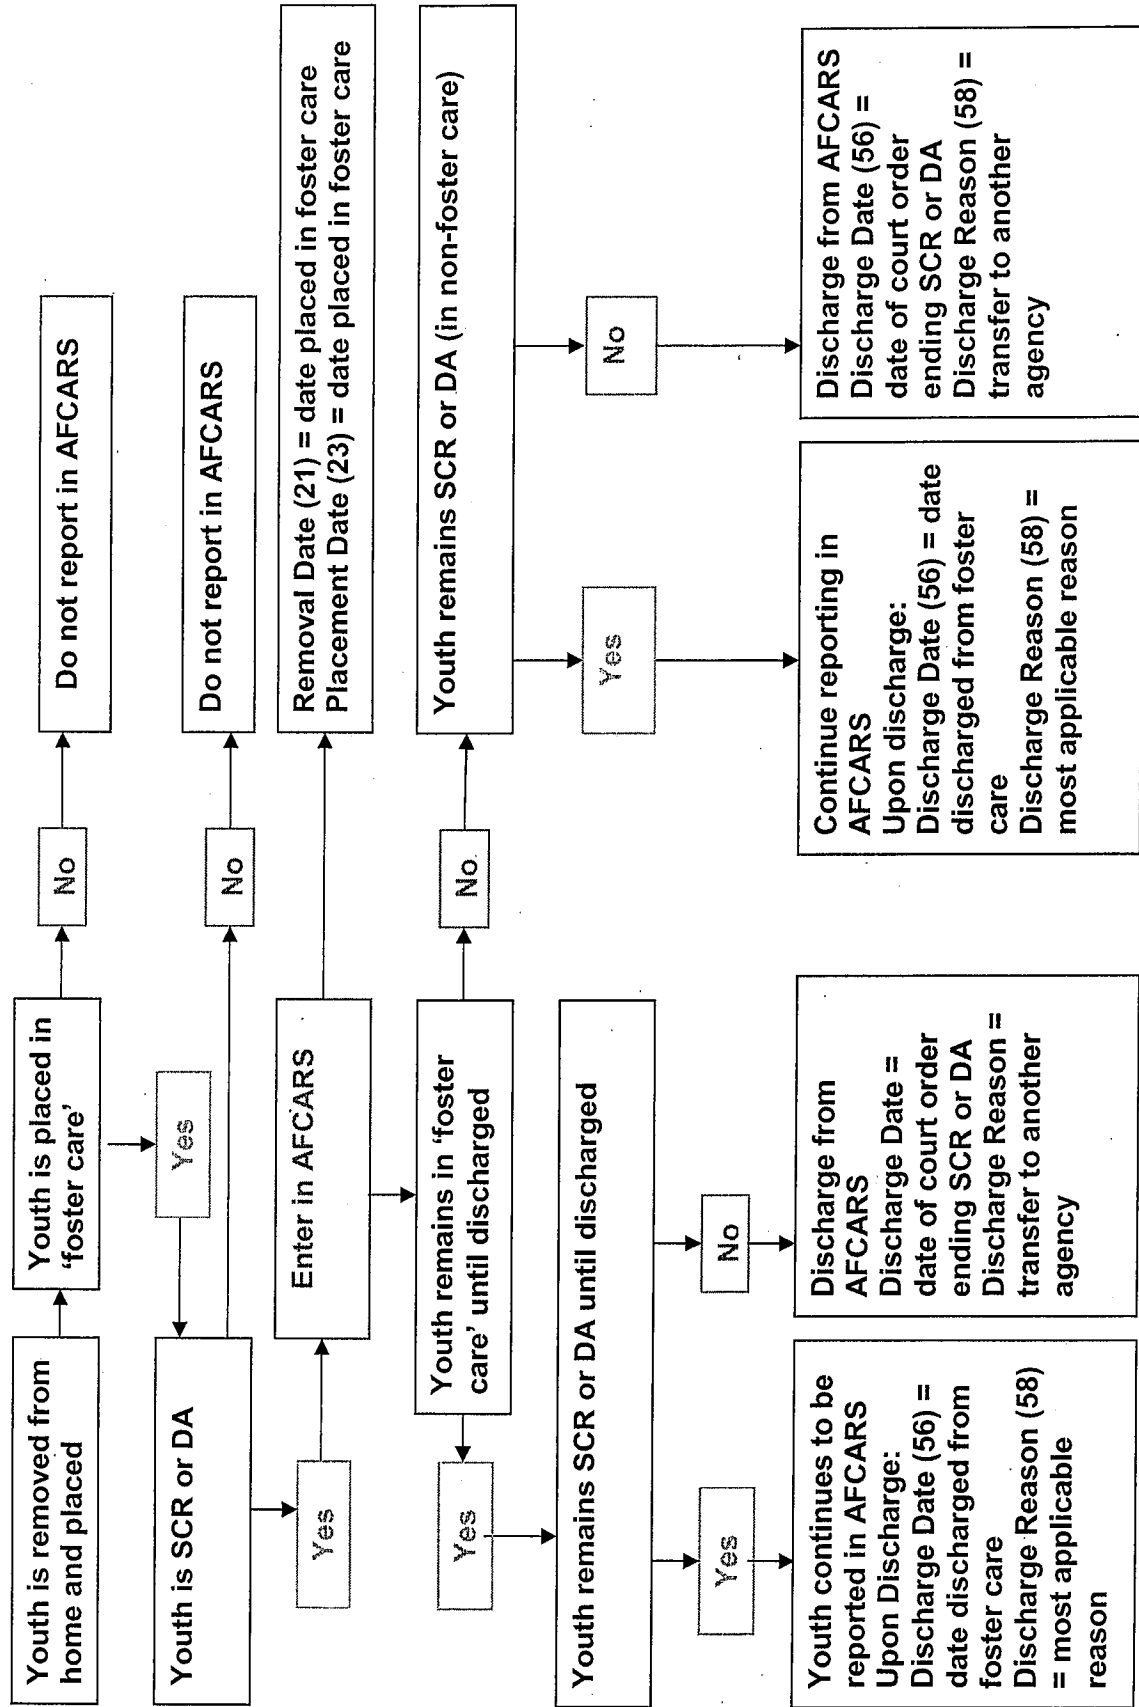 Youth is removed from
home and placed
Youth is placed in
‘foster care’
No
Do not report in AFCARS
Yes
Youth is SCR or DA
No
Do not report in AFCARS
Yes
Enter in AFCARS
Removal Date (21) = date placed in foster care
Placement Date (23) = date placed in foster care
Youth remains in ‘foster
care’ until discharged
No
Youth remains SCR or DA (in non-foster care)
Yes
Youth remains SCR or DA until discharged
Yes
No
Yes
No
Youth continues to be
reported in AFCARS
Upon Discharge:
Discharge Date (56) =
date discharged from
foster care
Discharge Reason (58)
= most applicable
reason
Discharge from
AFCARS
Discharge Date =
date of court order
ending SCR or DA
Discharge Reason =
transfer to another
agency
Continue reporting in
AFCARS
Upon discharge:
Discharge Date (56) = date
discharged from foster
care
Discharge Reason (58) =
most applicable reason
Discharge from AFCARS
Discharge Date (56) =
date of court order
ending SCR or DA
Discharge Reason (58) =
transfer to another
agency